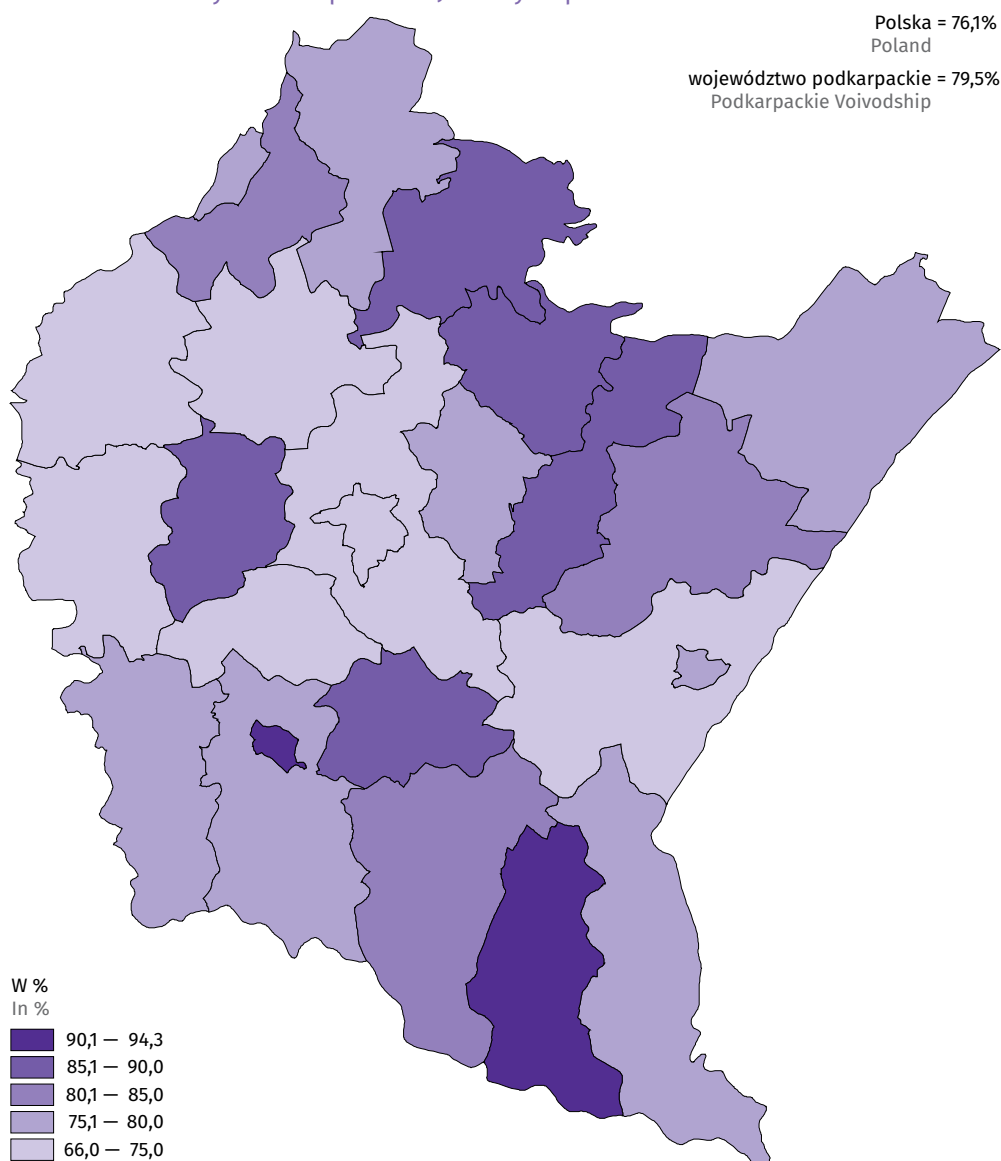 Polska = 76,1%
Poland
województwo podkarpackie = 79,5%
Podkarpackie Voivodship
W %
In %
90,1 — 94,3
85,1 — 90,0
80,1 — 85,0
75,1 — 80,0
66,0 — 75,0